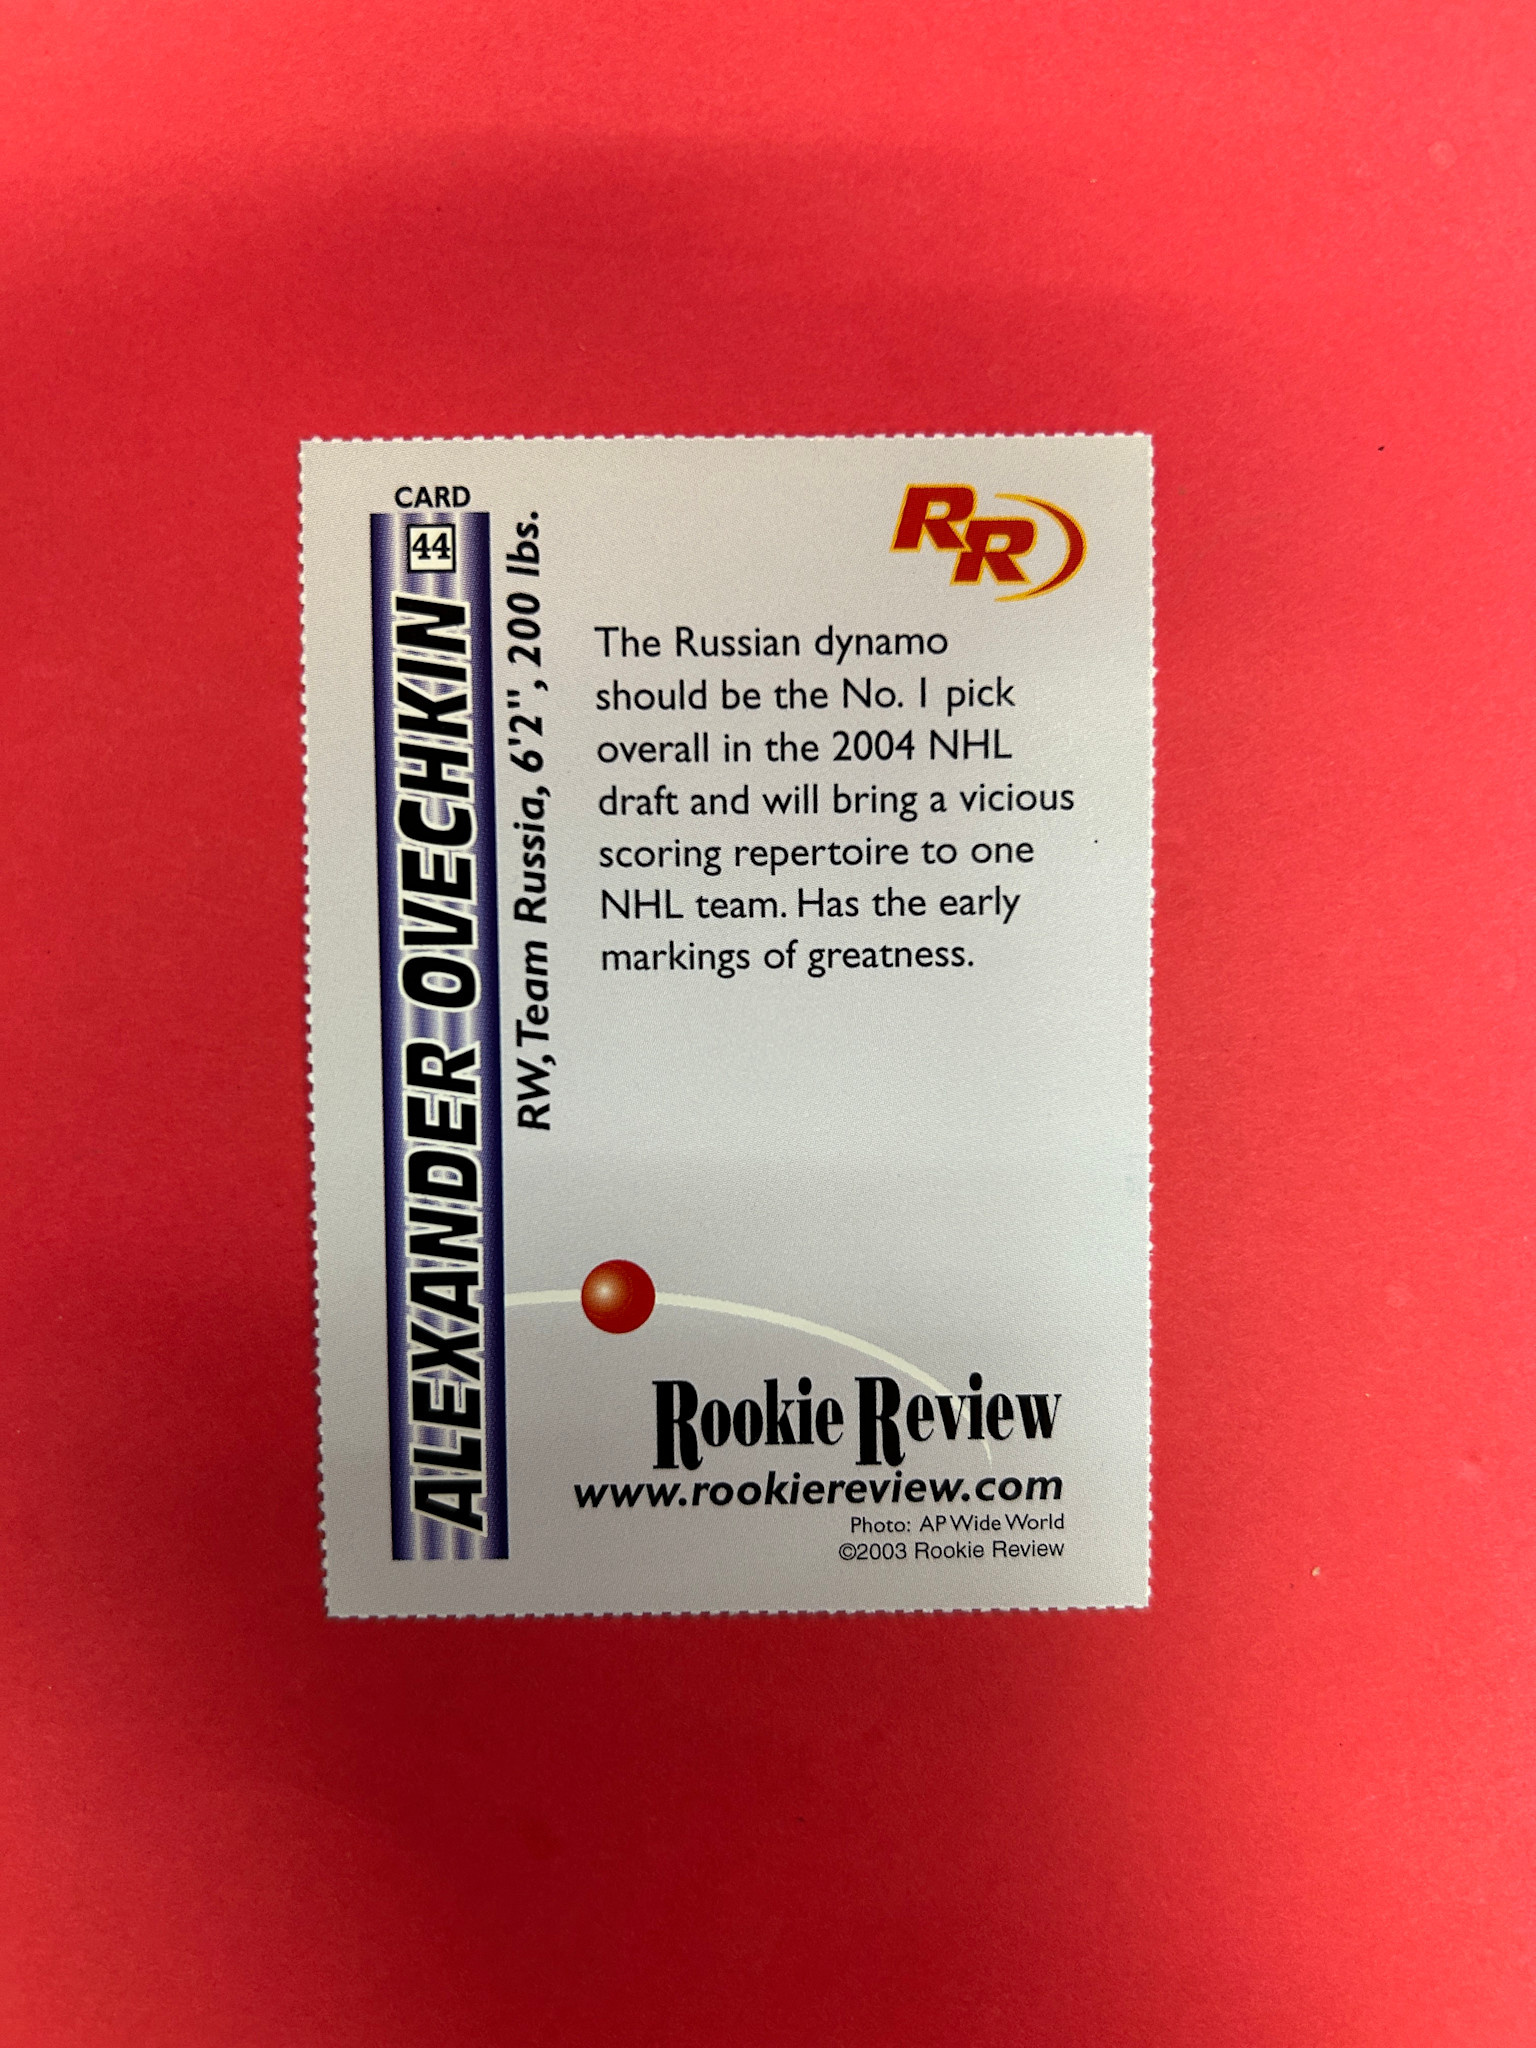 CARD
44
ALEXANDER OVECHKIN
RW, Team Russia, 6'2", 200 lbs.
RR
The Russian dynamo
should be the No. 1 pick
overall in the 2004 NHL
draft and will bring a vicious
scoring repertoire to one
NHL team. Has the early
markings of greatness.
Rookie Review
www.rookiereview.com
Photo: AP Wide World
©2003 Rookie Review